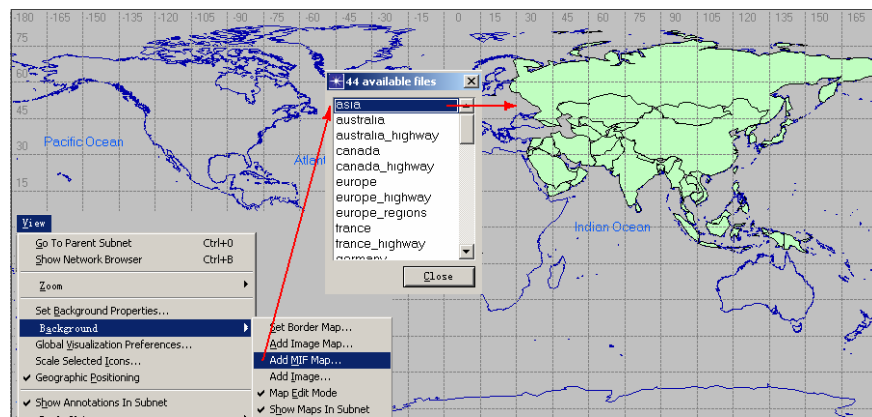 -180 -165 -150 -135 -120 -105 -90 -75 -60 -45 -30 -15 0 15 30 45 60 75 90 105 120 135 150 165
75
60
45
30
15
Pacific Ocean
Indian Ocean
44 available files
asia
australia
australia_highway
canada
canada_highway
europe
europe_highway
europe_regions
france
france_highway
Close
View
Go To Parent Subnet Ctrl+0
Show Network Browser Ctrl+B
Zoom
Set Background Properties...
Background
Global Visualization Preferences...
Scale Selected Icons...
Geographic Positioning
Show Annotations In Subnet
Set Border Map...
Add Image Map...
Add MIF Map...
Add Image...
Map Edit Mode
Show Maps In Subnet